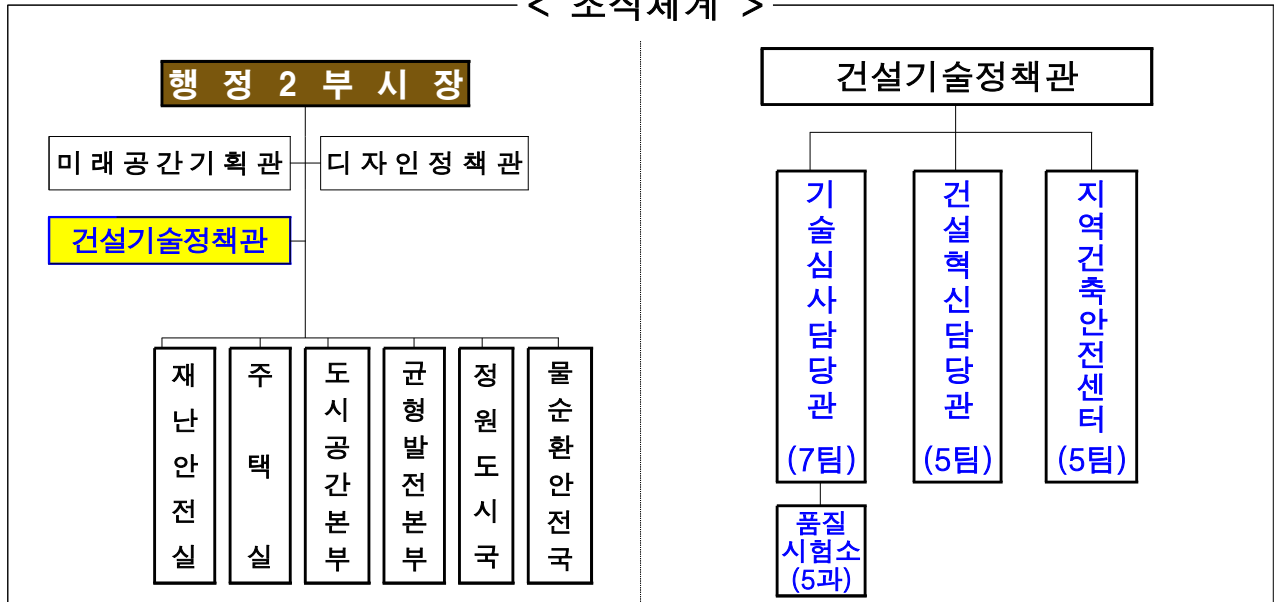 < 조직체계 >
행 정 2 부 시 장
미래공간기획관
디자인정책관
건설기술정책관
재난안전실
주택실
도시공간본부
균형발전본부
정원도시국
물순환안전국
건설기술정책관
기술심사담당관
(7팀)
건설혁신담당관
(5팀)
지역건축안전센터
(5팀)
품질
시험소
(5과)